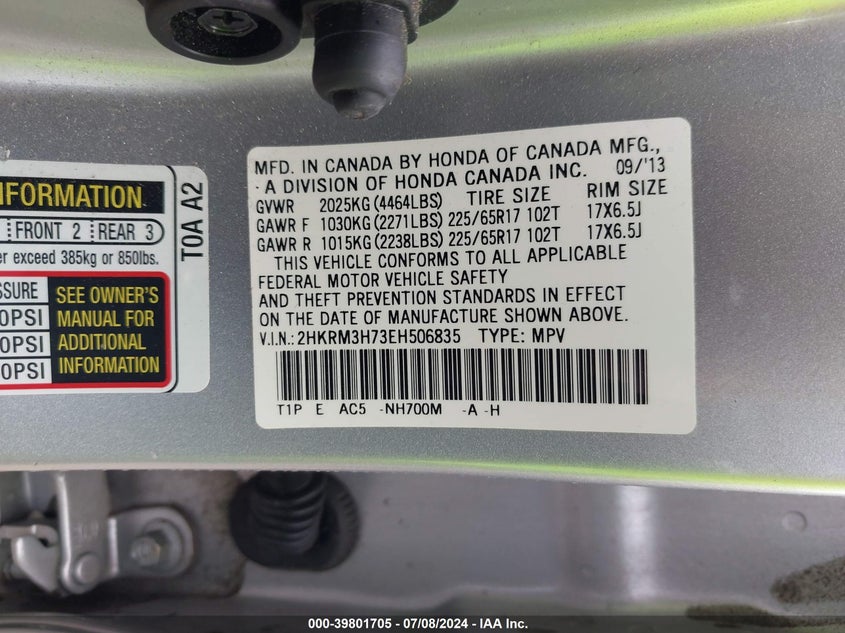 NFORMATION
FRONT 2 REAR 3
er exceed 385kg or 850lbs.
SSURE
0PSI
0PSI
0PSI
SEE OWNER'S
MANUAL FOR
ADDITIONAL
INFORMATION
T0A A2
MFD. IN CANADA BY HONDA OF CANADA MFG.,
A DIVISION OF HONDA CANADA INC. 09/'13
GVWR 2025KG (4464LBS) TIRE SIZE RIM SIZE
GAWR F 1030KG (2271LBS) 225/65R17 102T 17X6.5J
GAWR R 1015KG (2238LBS) 225/65R17 102T 17X6.5J
THIS VEHICLE CONFORMS TO ALL APPLICABLE
FEDERAL MOTOR VEHICLE SAFETY
AND THEFT PREVENTION STANDARDS IN EFFECT
ON THE DATE OF MANUFACTURE SHOWN ABOVE.
V.I.N.: 2HKRM3H73EH506835 TYPE: MPV
T1P E AC5 -NH700M -A -H
000-39801705 - 07/08/2024 - IAA Inc.